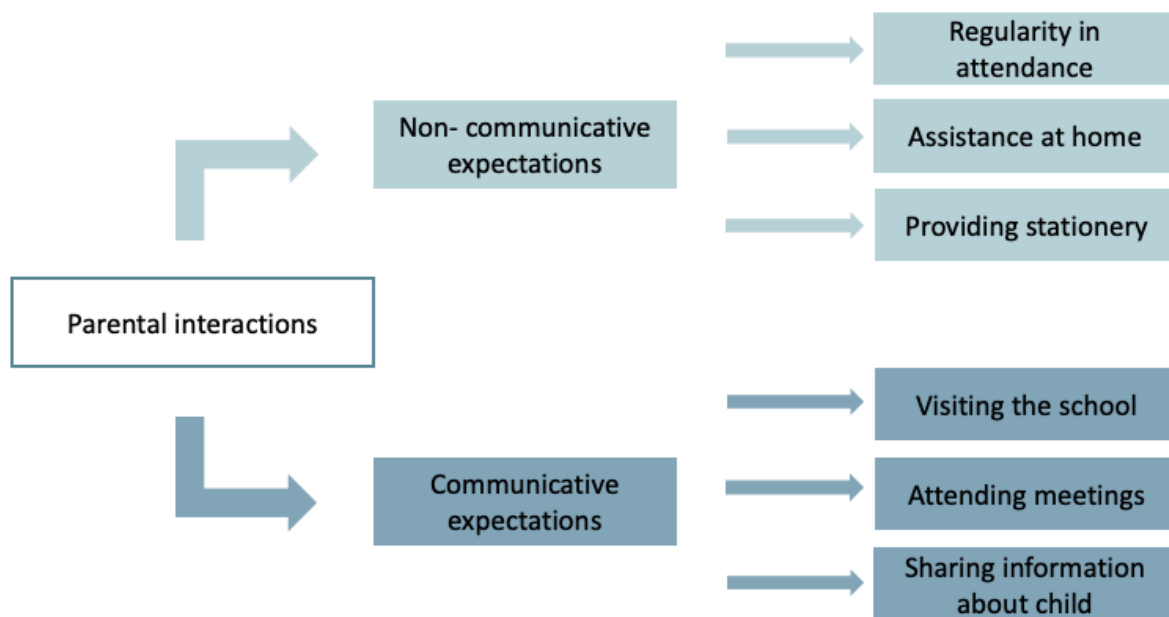 Regularity in
attendance
Non- communicative
expectations
Assistance at home
Providing stationery
Parental interactions
Visiting the school
Communicative
expectations
Attending meetings
Sharing information
about child